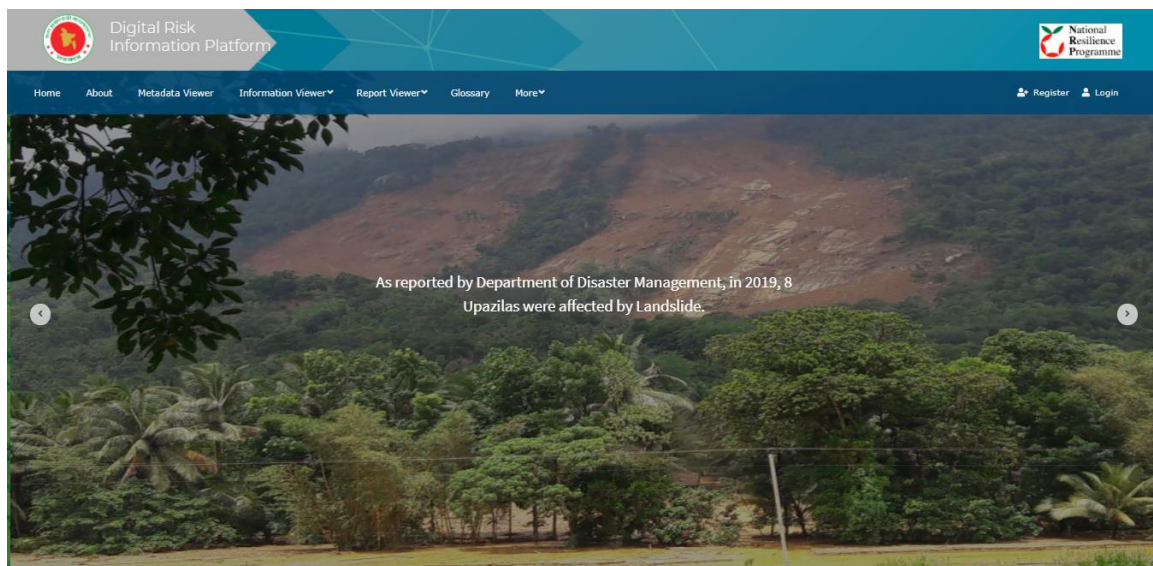 Digital Risk
Information Platform
National
Resilience
Programme
Home About Metadata Viewer Information Viewer Report Viewer Glossary More
Register Login
As reported by Department of Disaster Management, in 2019, 8
Upazilas were affected by Landslide.